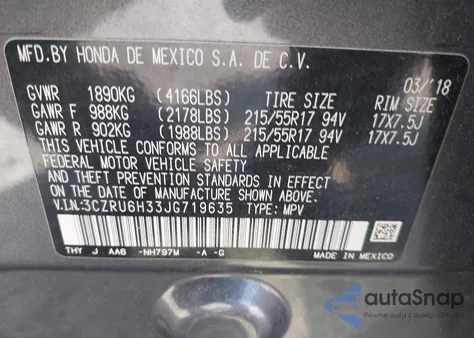 MFD.BY HONDA DE MEXICO S.A. DE C.V.
03/'18
GVWR 1890KG (4166LBS) TIRE SIZE RIM SIZE
GAWR F 988KG (2178LBS) 215/55R17 94V 17X7.5J
GAWR R 902KG (1988LBS) 215/55R17 94V 17X7.5J
THIS VEHICLE CONFORMS TO ALL APPLICABLE
FEDERAL MOTOR VEHICLE SAFETY
STANDARDS IN EFFECT ON THE DATE OF
MANUFACTURE SHOWN ABOVE.
V.I.N:3CZRU6H33JG719635 TYPE: MPV
THY J AA6 -NH797M -A -G
MADE IN MEXICO
autoSnap
Pewne auta z